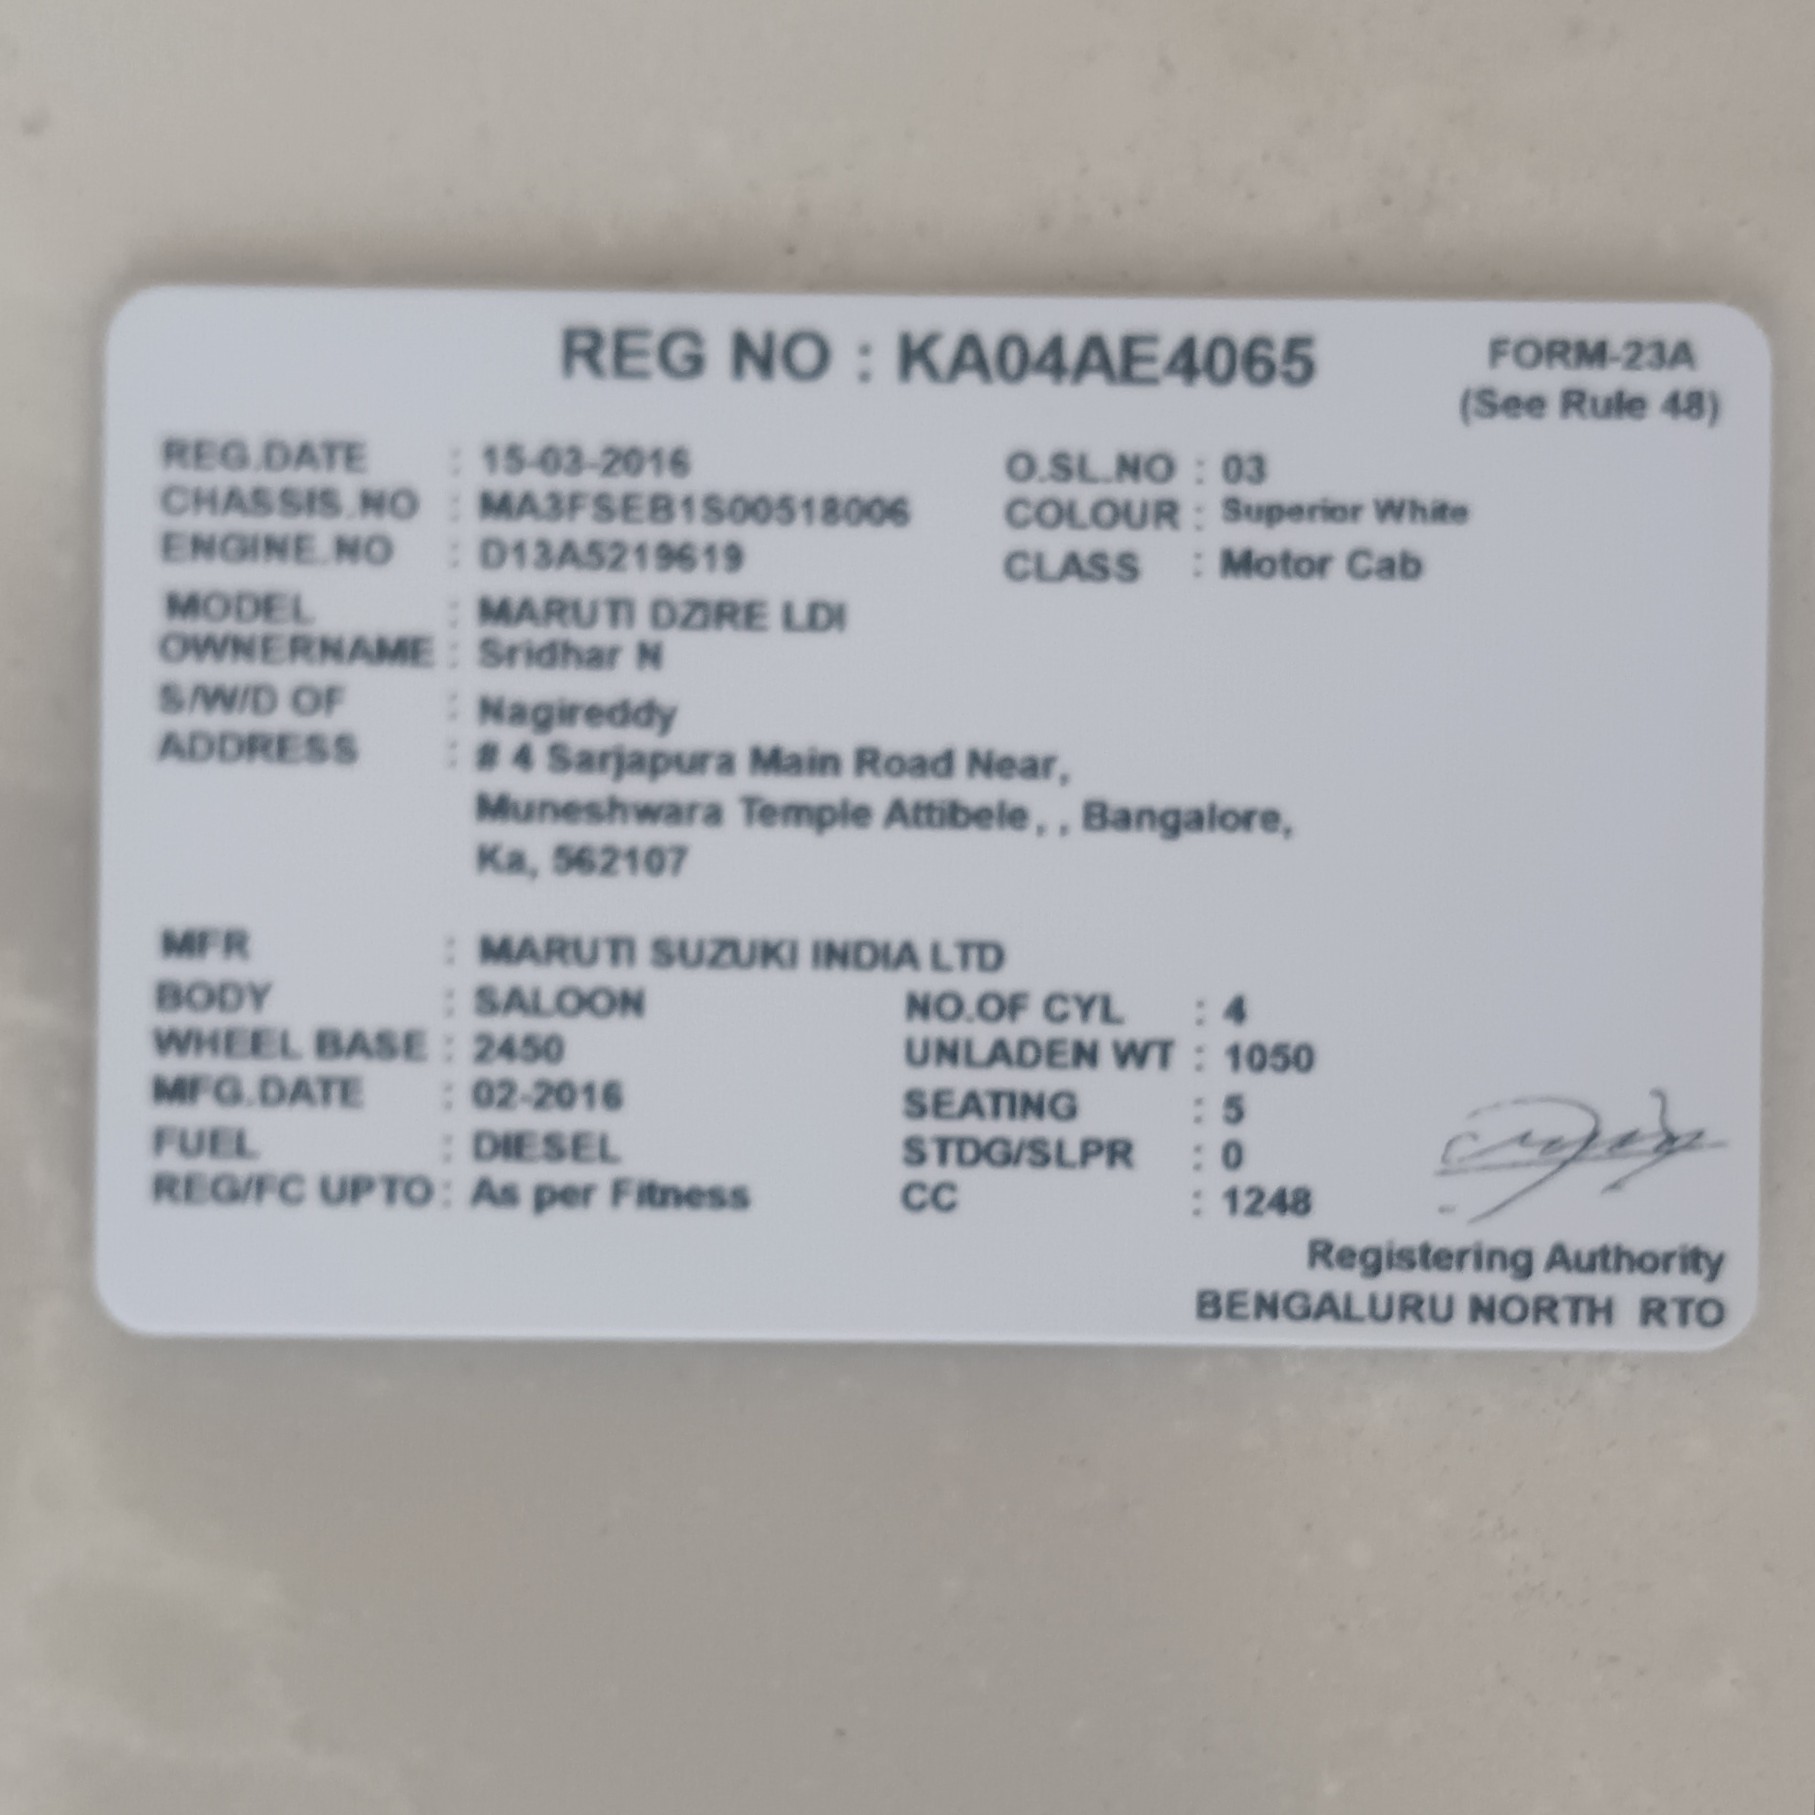 REG NO : KA04AE4065
FORM-23A
(See Rule 48)
REG.DATE : 15-03-2016 O.SL.NO : 03
CHASSIS.NO : MA3FSEB1S00518006 COLOUR : Superior White
ENGINE.NO : D13A5219619 CLASS : Motor Cab
MODEL : MARUTI DZIRE LDI
OWNERNAME : Sridhar N
S/W/D OF : Nagireddy
ADDRESS : # 4 Sarjapura Main Road Near,
Muneshwara Temple Attibele, , Bangalore,
Ka, 562107
MFR : MARUTI SUZUKI INDIA LTD
BODY : SALOON NO.OF CYL : 4
WHEEL BASE : 2450 UNLADEN WT : 1050
MFG.DATE : 02-2016 SEATING : 5
FUEL : DIESEL STDG/SLPR : 0
REG/FC UPTO : As per Fitness CC : 1248
Registering Authority
BENGALURU NORTH RTO